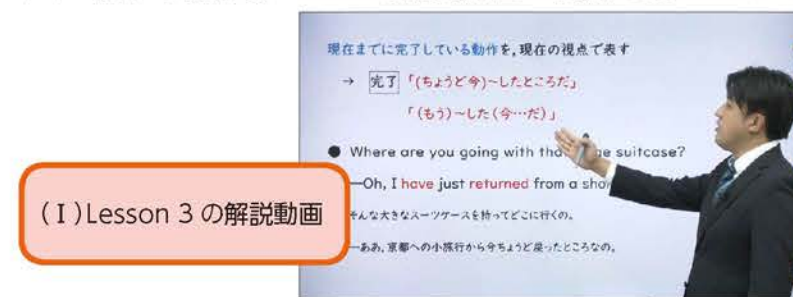 現在までに完了している動作を,現在の視点で表す
→ 完了「(ちょうど今)~したところだ」
「(もう)~した(今…だ)」
● Where are you going with suitcase?
—Oh, I have just returned from a
そんな大きなスーツケースを持ってどこに行くの。
—ああ,京都への小旅行から今ちょうど戻ったところなの。
(Ⅰ)Lesson 3 の解説動画